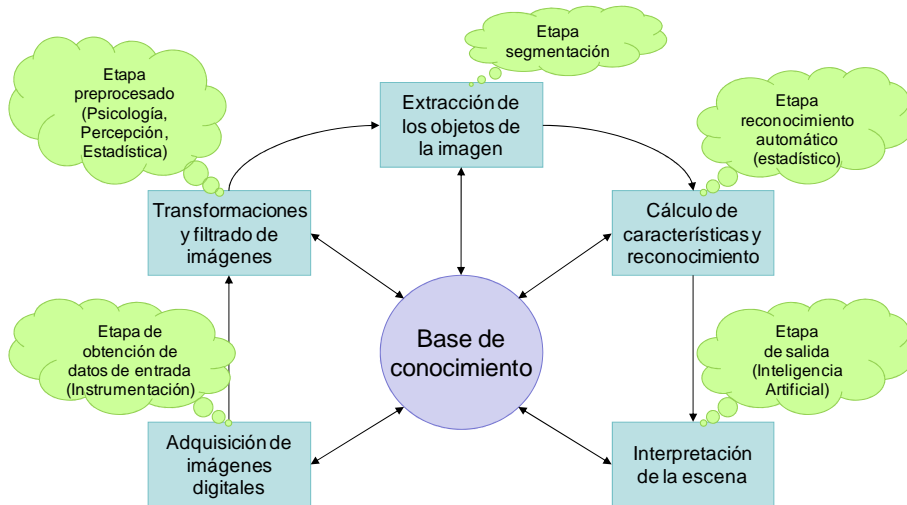 Etapa
segmentación
Etapa
preprocesado
(Psicología,
Percepción,
Estadística)
Extracción de
los objetos de
la imagen
Etapa
reconocimiento
automático
(estadístico)
Transformaciones
y filtrado de
imágenes
Cálculo de
características y
reconocimiento
Etapa de
obtención de
datos de entrada
(Instrumentación)
Base de
conocimiento
Etapa
de salida
(Inteligencia
Artificial)
Adquisición de
imágenes
digitales
Interpretación
de la escena